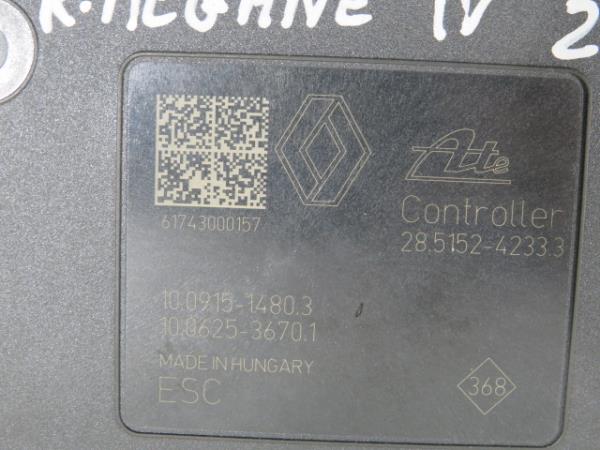 R. MEGANE IV 2
61743000157
Ate
Controller
28.5152-4233.3
10.0915-1480.3
10.0625-3670.1
MADE IN HUNGARY
ESC
368